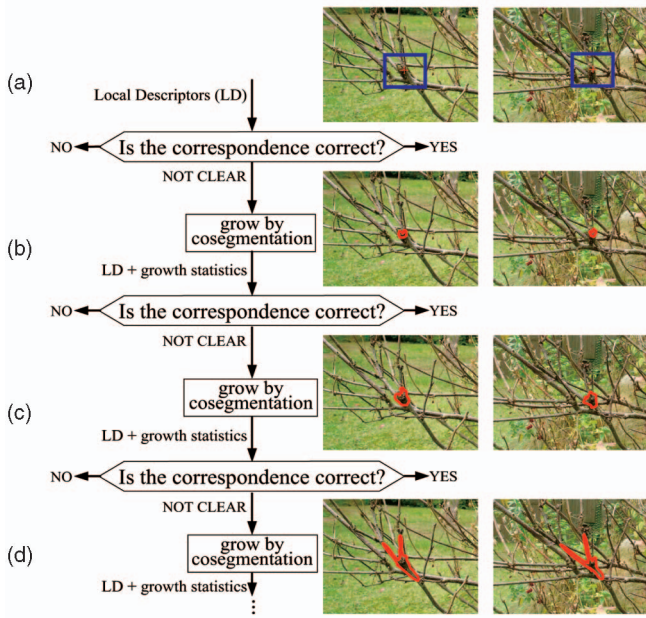 (a)
Local Descriptors (LD)
NO
Is the correspondence correct?
YES
NOT CLEAR
(b)
grow by
cosegmentation
LD + growth statistics
NO
Is the correspondence correct?
YES
NOT CLEAR
(c)
grow by
cosegmentation
LD + growth statistics
NO
Is the correspondence correct?
YES
NOT CLEAR
(d)
grow by
cosegmentation
LD + growth statistics